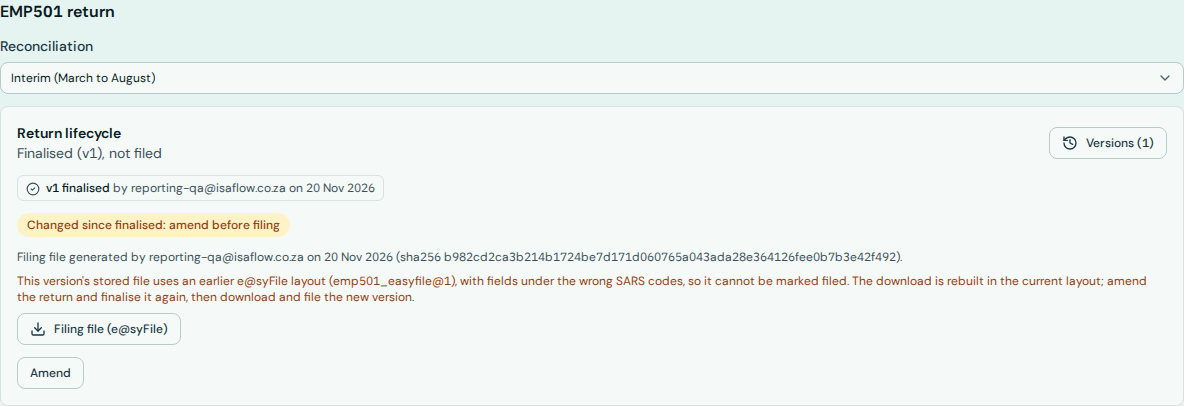 EMP501 return
Reconciliation
Interim (March to August)
Return lifecycle
Finalised (v1), not filed
Versions (1)
v1 finalised by reporting-qa@isaflow.co.za on 20 Nov 2026
Changed since finalised: amend before filing
Filing file generated by reporting-qa@isaflow.co.za on 20 Nov 2026 (sha256 b982cd2ca3b214b1724be7d171d060765a043ada28e364126fee0b7b3e42f492).
This version's stored file uses an earlier e@syFile layout (emp501_easyfile@1), with fields under the wrong SARS codes, so it cannot be marked filed. The download is rebuilt in the current layout; amend
the return and finalise it again, then download and file the new version.
Filing file (e@syFile)
Amend